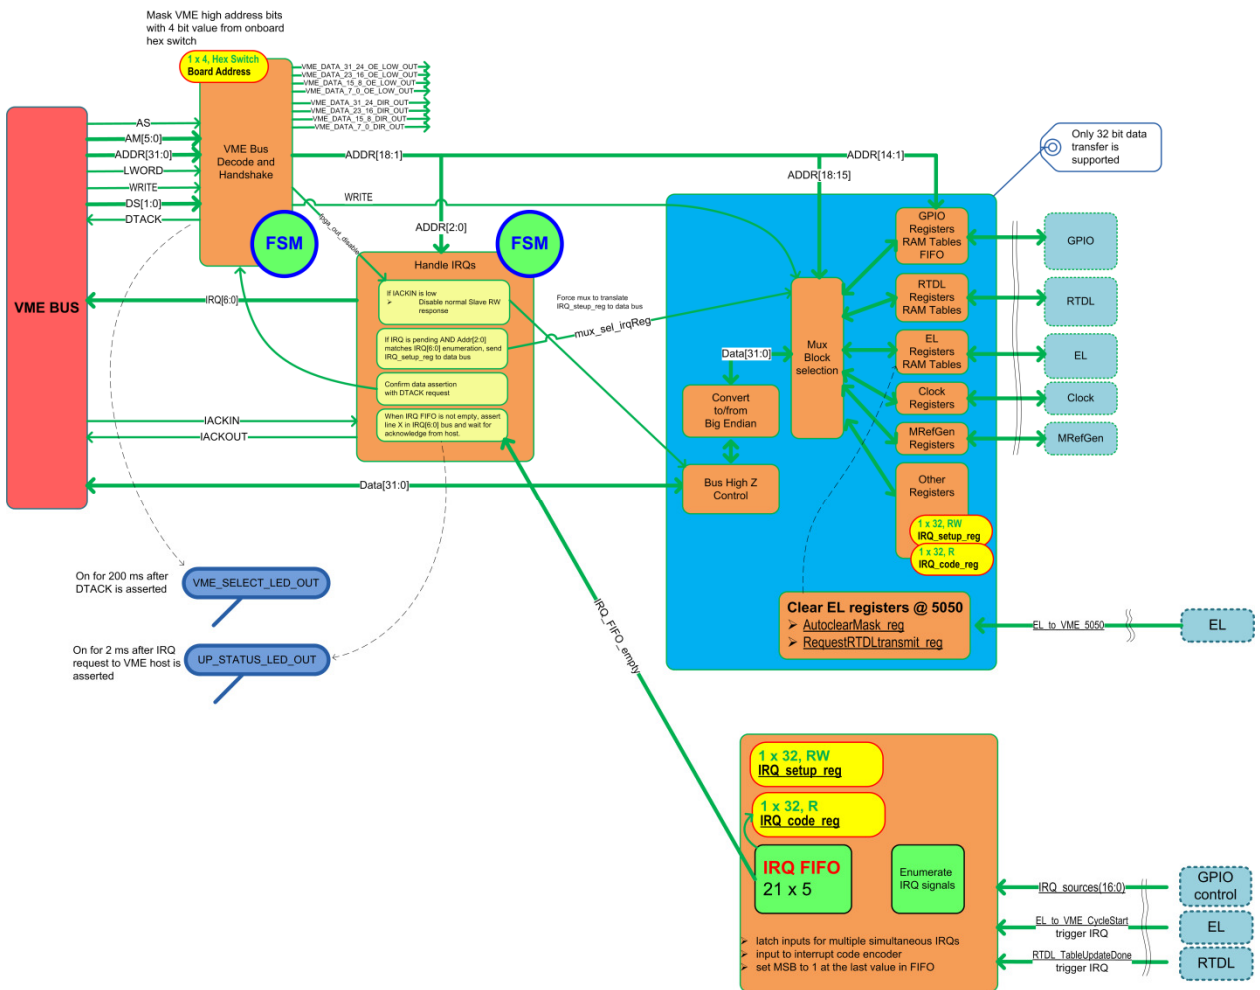 Mask VME high address bits
with 4 bit value from onboard
hex switch
1 x 4, Hex Switch
Board Address
VME_DATA_31_24_OE_LOW_OUT
VME_DATA_23_16_OE_LOW_OUT
VME_DATA_15_8_OE_LOW_OUT
VME_DATA_7_0_OE_LOW_OUT
VME_DATA_31_24_DIR_OUT
VME_DATA_23_16_DIR_OUT
VME_DATA_15_8_DIR_OUT
VME_DATA_7_0_DIR_OUT
VME BUS
AS
AM[5:0]
ADDR[31:0]
LWORD
WRITE
DS[1:0]
DTACK
VME Bus
Decode and
Handshake
FSM
ADDR[18:1]
ADDR[14:1]
ADDR[18:15]
WRITE
fpga_out_disable
ADDR[2:0]
FSM
Only 32 bit data
transfer is
supported
Handle IRQs
If IACKIN is low
➢ Disable normal Slave RW
response
If IRQ is pending AND Addr[2:0]
matches IRQ[6:0] enumeration, send
IRQ_setup_reg to data bus
Confirm data assertion
with DTACK request
When IRQ FIFO is not empty, assert
line X in IRQ[6:0] bus and wait for
acknowledge from host.
IRQ[6:0]
IACKIN
IACKOUT
Data[31:0]
Force mux to translate
IRQ_steup_reg to data bus
mux_sel_irqReg
Data[31:0]
Convert
to/from
Big Endian
Bus High Z
Control
Mux
Block
selection
GPIO
Registers
RAM Tables
FIFO
RTDL
Registers
RAM Tables
EL
Registers
RAM Tables
Clock
Registers
MRefGen
Registers
Other
Registers
1 x 32, RW
IRQ_setup_reg
1 x 32, R
IRQ_code_reg
GPIO
RTDL
EL
Clock
MRefGen
Clear EL registers @ 5050
➢ AutoclearMask_reg
➢ RequestRTDLtransmit_reg
EL_to_VME_5050
EL
On for 200 ms after
DTACK is asserted
VME_SELECT_LED_OUT
On for 2 ms after IRQ
request to VME host is
asserted
UP_STATUS_LED_OUT
IRQ_FIFO_empty
1 x 32, RW
IRQ_setup_reg
1 x 32, R
IRQ_code_reg
IRQ FIFO
21 x 5
Enumerate
IRQ signals
➢ latch inputs for multiple simultaneous IRQs
➢ input to interrupt code encoder
➢ set MSB to 1 at the last value in FIFO
IRQ_sources(16:0)
GPIO
control
EL_to_VME_CycleStart
trigger IRQ
EL
RTDL_TableUpdateDone
trigger IRQ
RTDL